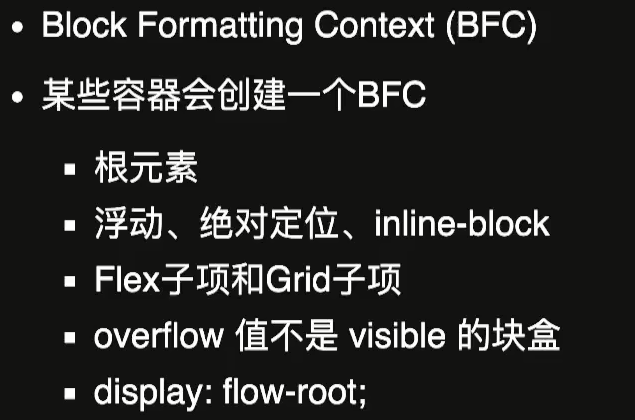 Block Formatting Context (BFC)
某些容器会创建一个BFC
根元素
浮动、绝对定位、inline-block
Flex子项和Grid子项
overflow 值不是 visible 的块盒
display: flow-root;